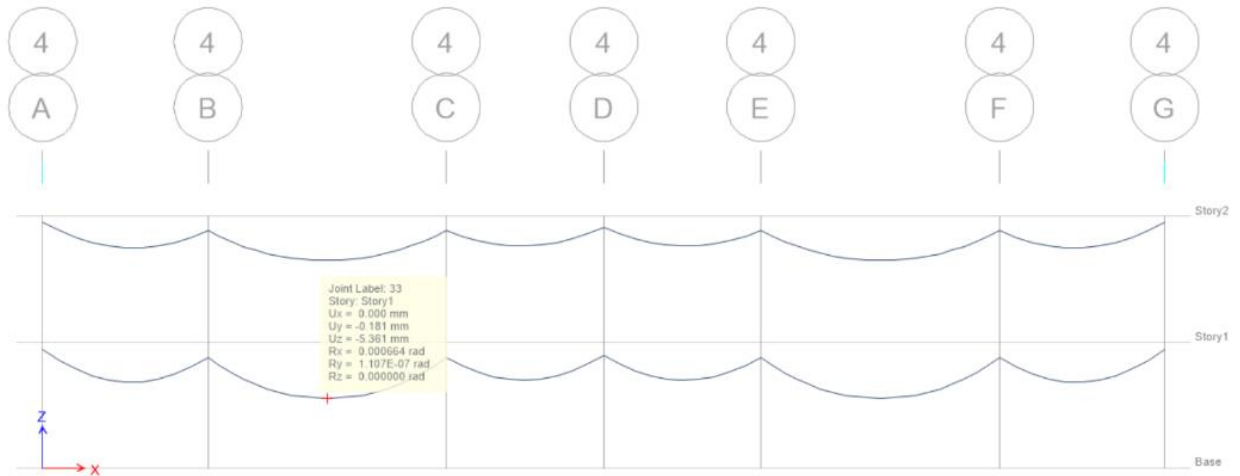 4 4 4 4 4 4 4
A B C D E F G
Story2
Joint Label: 33
Story: Story1
Ux = 0.000 mm
Uy = -0.181 mm
Uz = -5.361 mm
Rx = 0.000664 rad
Ry = 1.107E-07 rad
Rz = 0.000000 rad
Story1
Z
X
Base